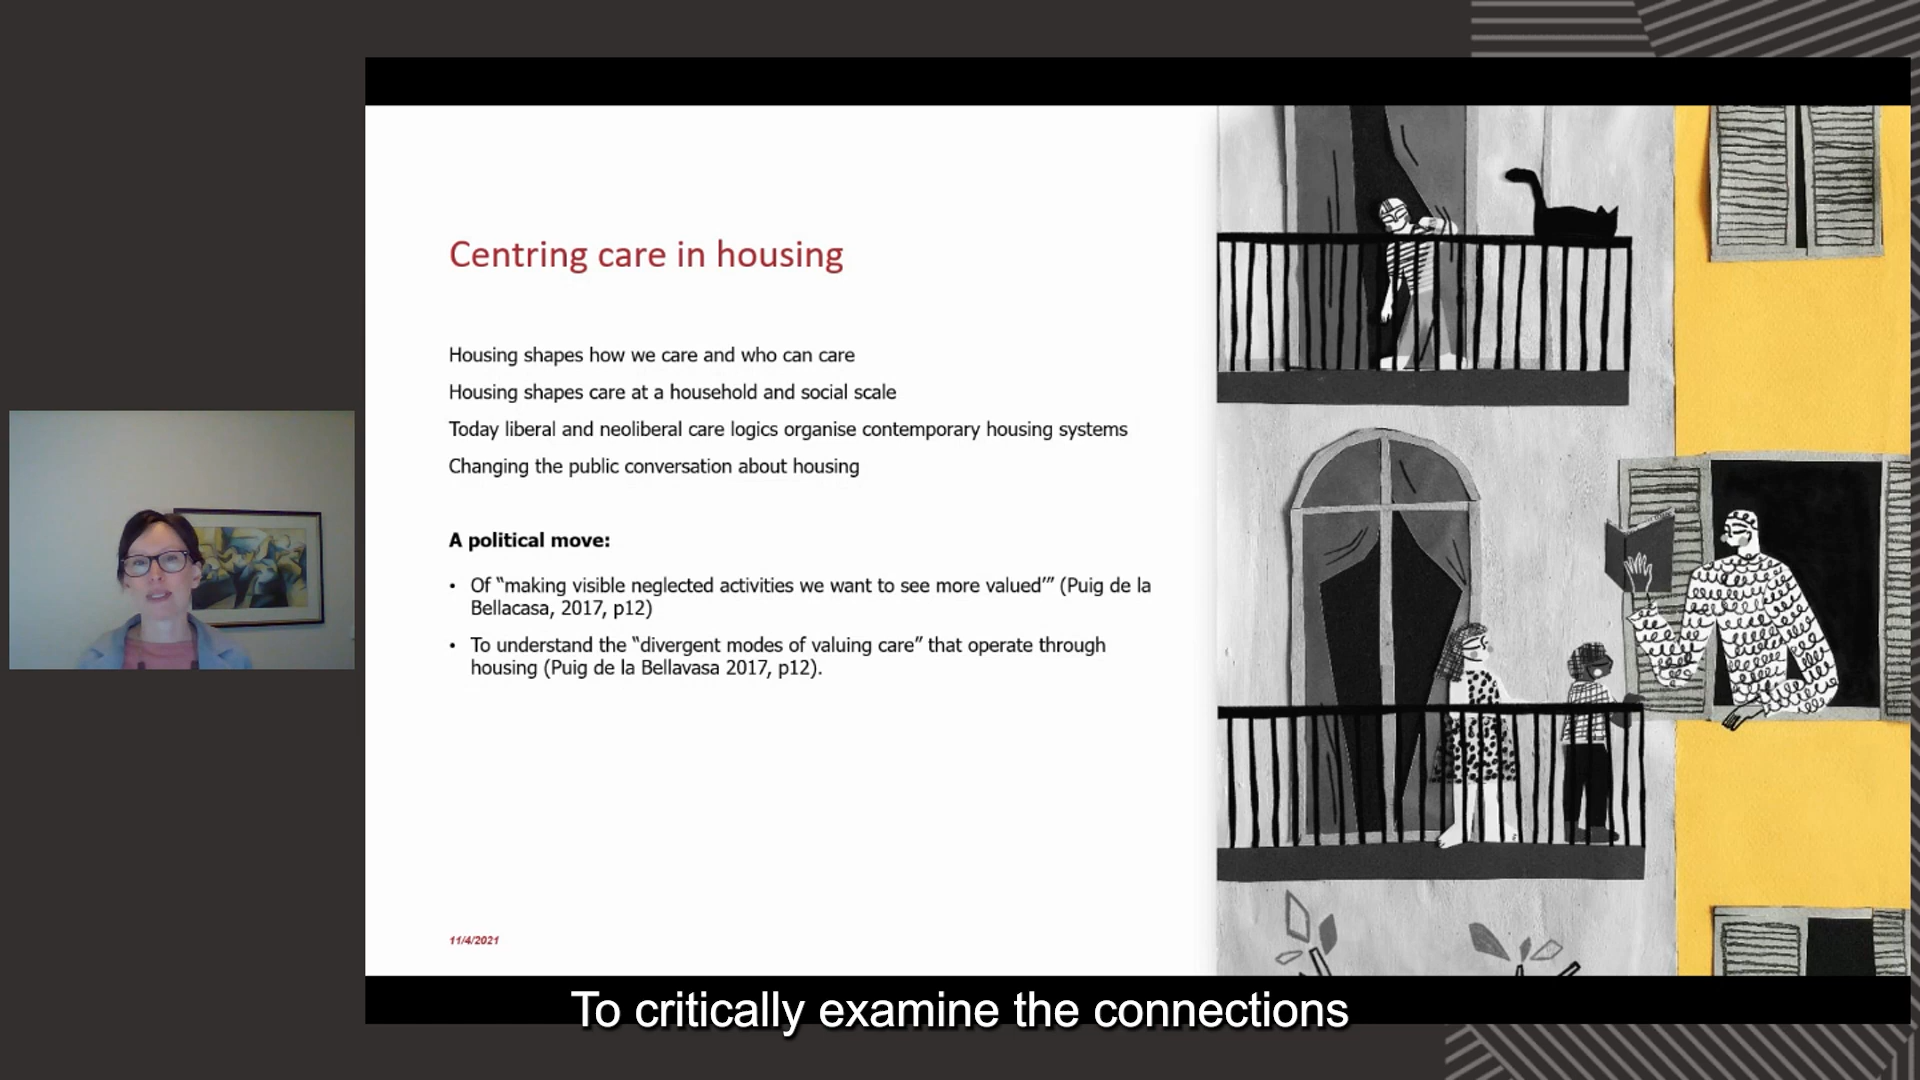 Centring care in housing
Housing shapes how we care and who can care
Housing shapes care at a household and social scale
Today liberal and neoliberal care logics organise contemporary housing systems
Changing the public conversation about housing
A political move:
• Of “making visible neglected activities we want to see more valued’” (Puig de la
Bellacasa, 2017, p12)
• To understand the “divergent modes of valuing care” that operate through
housing (Puig de la Bellavasa 2017, p12).
11/4/2021
To critically examine the connections